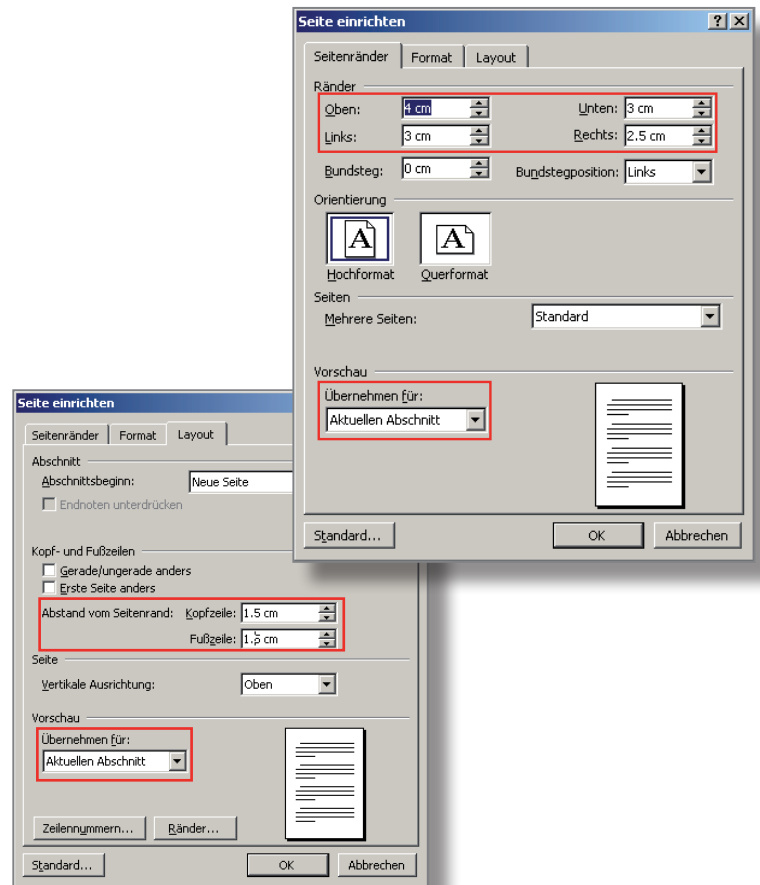 Seite einrichten
Seitenränder Format Layout
Ränder
Oben: 4 cm Unten: 3 cm
Links: 3 cm Rechts: 2.5 cm
Bundsteg: 0 cm Bundstegposition: Links
Orientierung
A A
Hochformat Querformat
Seiten
Mehrere Seiten: Standard
Vorschau
Übernehmen für:
Aktuellen Abschnitt
Standard... OK Abbrechen
Seite einrichten
Seitenränder Format Layout
Abschnitt
Abschnittsbeginn: Neue Seite
Endnoten unterdrücken
Kopf- und Fußzeilen
Gerade/ungerade anders
Erste Seite anders
Abstand vom Seitenrand: Kopfzeile: 1.5 cm
Fußzeile: 1.5 cm
Seite
Vertikale Ausrichtung: Oben
Vorschau
Übernehmen für:
Aktuellen Abschnitt
Zeilennummern... Ränder...
Standard... OK Abbrechen